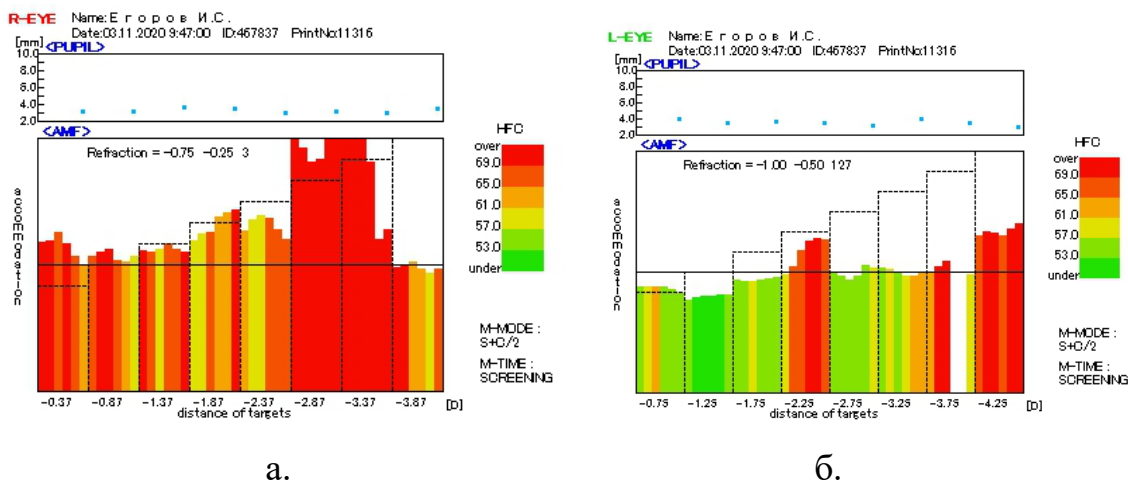 R-EYE Name:Е г о р о в И.С.
Date:03.11.2020 9:47:00 ID:467837 PrintNo:11316
[mm] <PUPIL>
10.0
8.0
6.0
4.0
2.0
<AMF>
Refraction = -0.75 -0.25 3
accommodation
-0.37 -0.87 -1.37 -1.87 -2.37 -2.87 -3.37 -3.87 [D]
distance of targets
HFC
over
69.0
65.0
61.0
57.0
53.0
under
M-MODE :
S+C/2
M-TIME :
SCREENING
а.
L-EYE Name:Е г о р о в И.С.
Date:03.11.2020 9:47:00 ID:467837 PrintNo:11316
[mm] <PUPIL>
10.0
8.0
6.0
4.0
2.0
<AMF>
Refraction = -1.00 -0.50 127
accommodation
-0.75 -1.25 -1.75 -2.25 -2.75 -3.25 -3.75 -4.25 [D]
distance of targets
HFC
over
69.0
65.0
61.0
57.0
53.0
under
M-MODE :
S+C/2
M-TIME :
SCREENING
б.